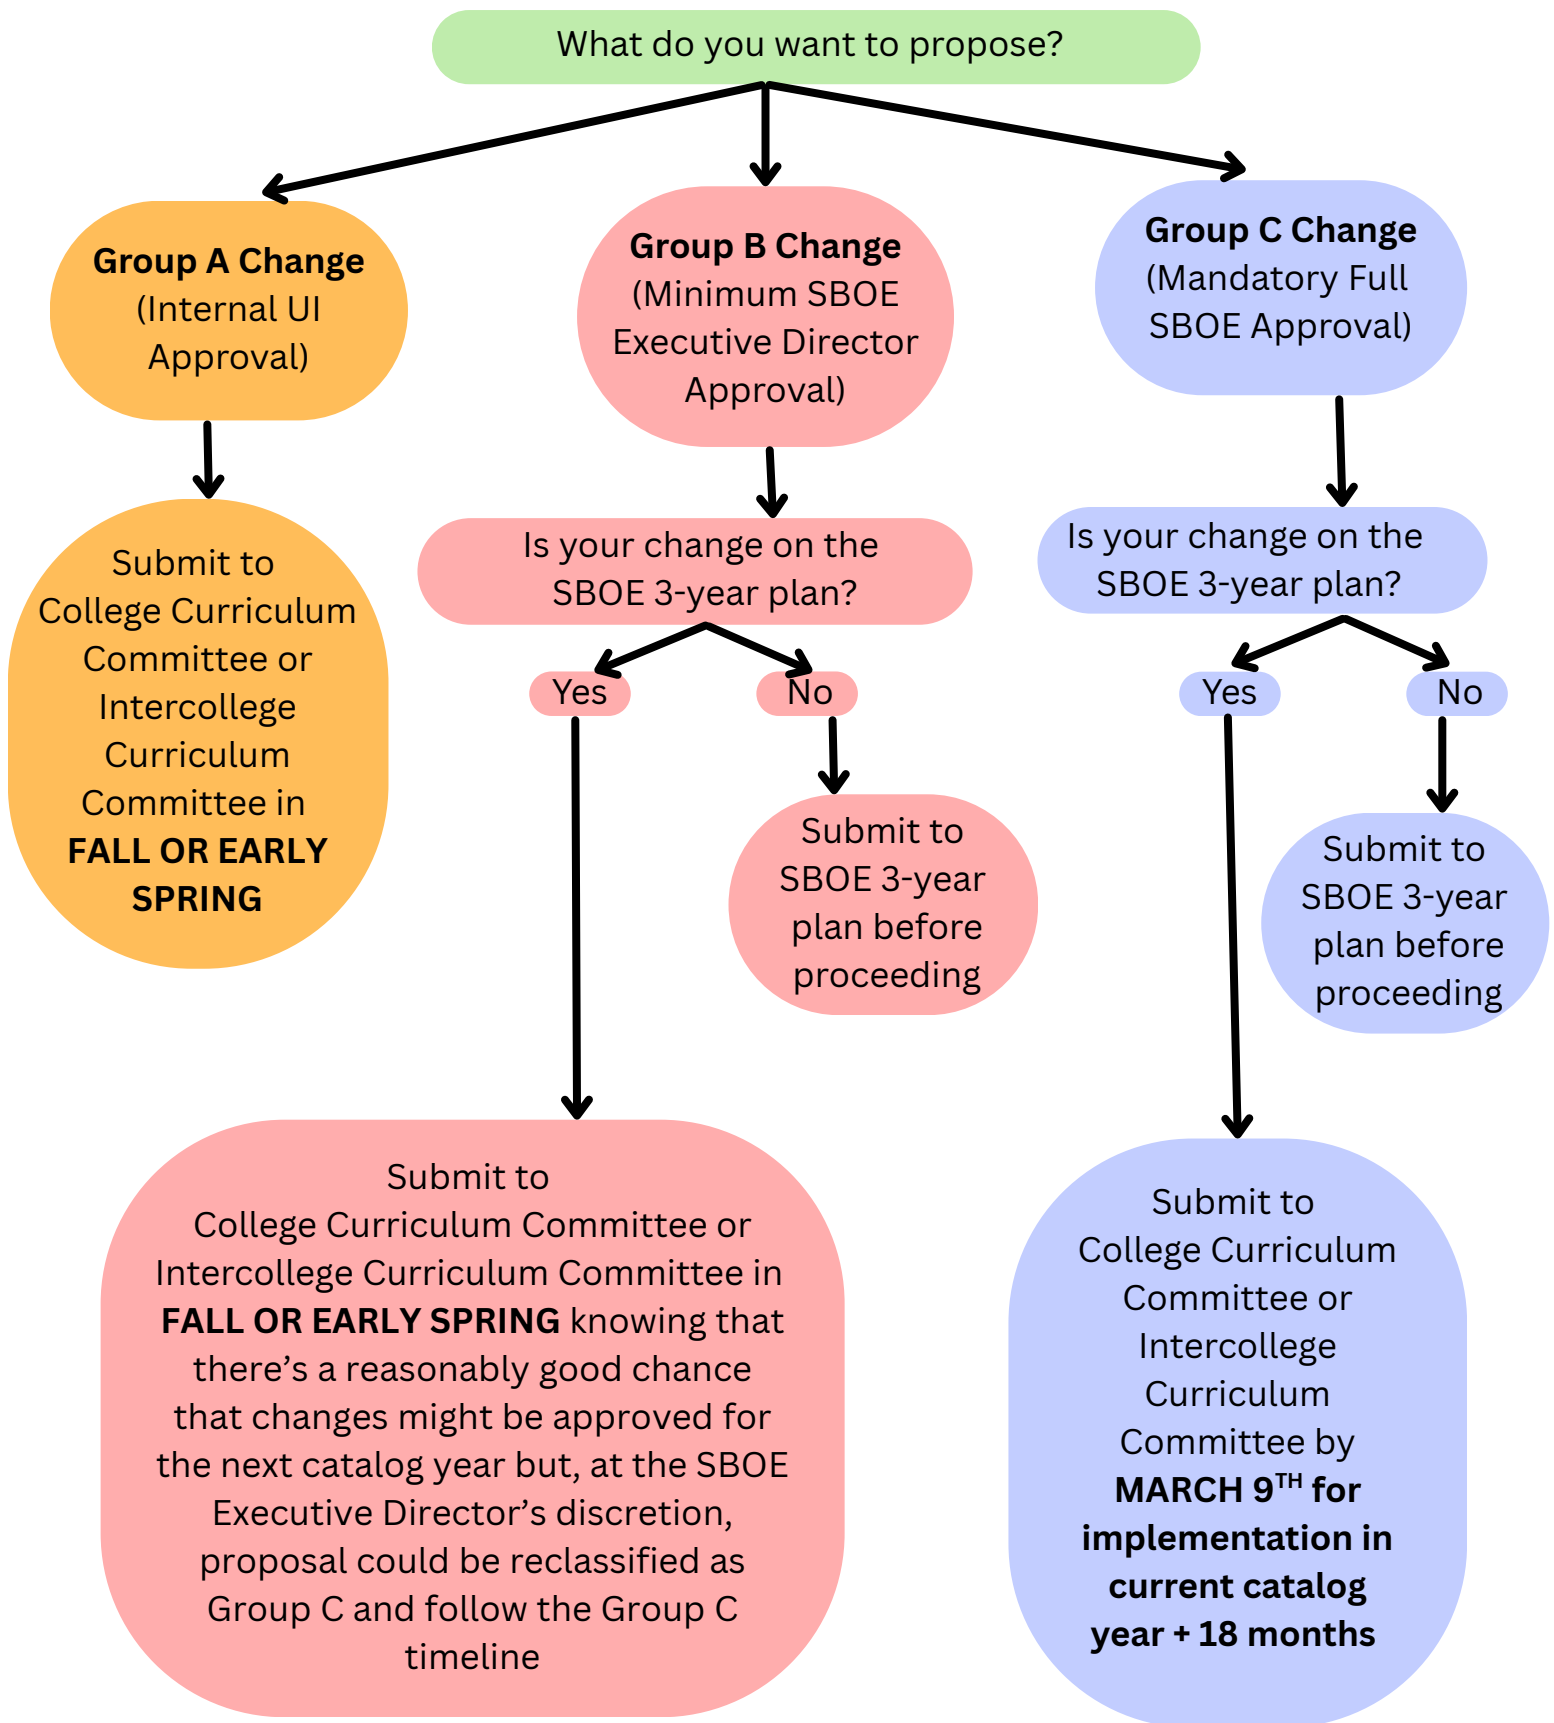 What do you want to propose?
Group A Change
(Internal UI
Approval)
Submit to
College Curriculum
Committee or
Intercollege
Curriculum
Committee in
FALL OR EARLY
SPRING
Group B Change
(Minimum SBOE
Executive Director
Approval)
Is your change on the
SBOE 3-year plan?
Yes
No
Submit to
SBOE 3-year
plan before
proceeding
Submit to
College Curriculum Committee or
Intercollege Curriculum Committee in
FALL OR EARLY SPRING knowing that
there’s a reasonably good chance
that changes might be approved for
the next catalog year but, at the SBOE
Executive Director’s discretion,
proposal could be reclassified as
Group C and follow the Group C
timeline
Group C Change
(Mandatory Full
SBOE Approval)
Is your change on the
SBOE 3-year plan?
Yes
No
Submit to
SBOE 3-year
plan before
proceeding
Submit to
College Curriculum
Committee or
Intercollege
Curriculum
Committee by
MARCH 9TH for
implementation in
current catalog
year + 18 months